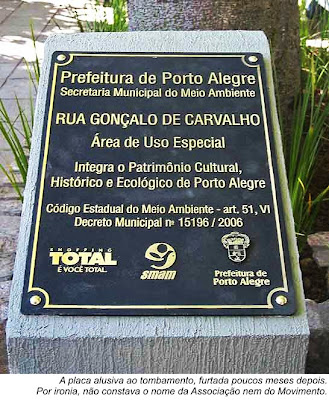 Prefeitura de Porto Alegre
Secretaria Municipal do Meio Ambiente
RUA GONÇALO DE CARVALHO
Área de Uso Especial
Integra o Patrimônio Cultural,
Histórico e Ecológico de Porto Alegre
Código Estadual do Meio Ambiente - art. 51, VI
Decreto Municipal nº 15196 / 2006
SHOPPING
TOTAL
É VOCÊ TOTAL.
smam
Prefeitura de
Porto Alegre
A placa alusiva ao tombamento, furtada poucos meses depois.
Por ironia, não constava o nome da Associação nem do Movimento.